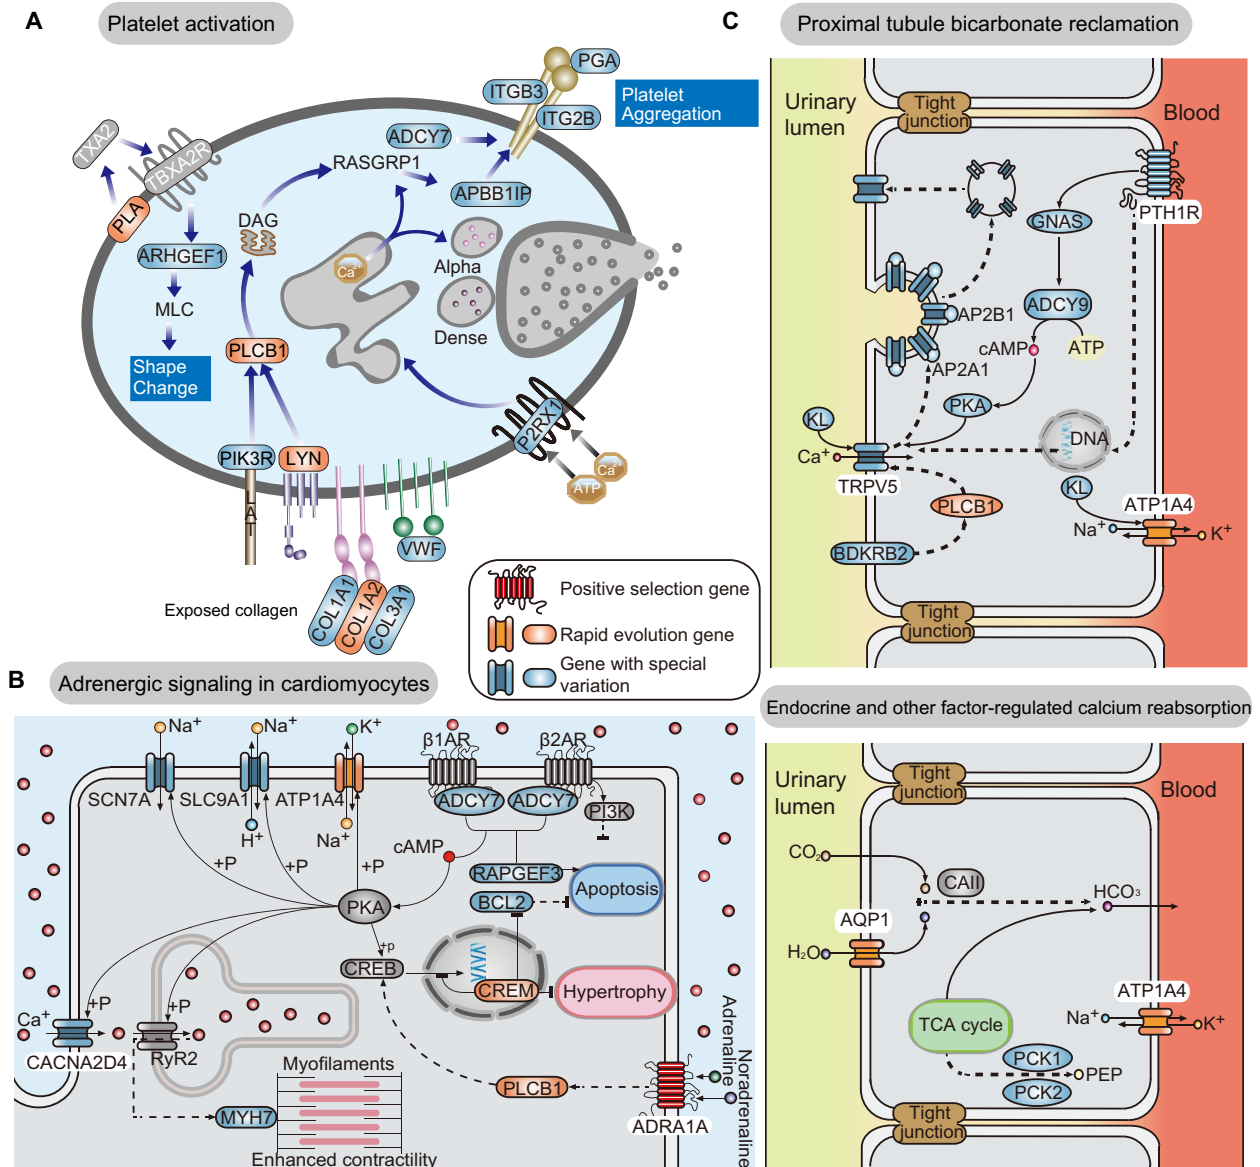 A
Platelet activation
TXA2
TBXA2R
PLA
ARHGEF1
MLC
Shape
Change
DAG
PLCB1
PIK3R
LYN
LAT
RASGRP1
ADCY7
APBB1IP
ITGB3
ITG2B
PGA
Platelet
Aggregation
Ca²⁺
Alpha
Dense
P2RX1
Ca²⁺
ATP
VWF
COL1A1
COL1A2
COL3A1
Exposed collagen
Positive selection gene
Rapid evolution gene
Gene with special
variation
B
Adrenergic signaling in cardiomyocytes
Na⁺
Na⁺
K⁺
β1AR
β2AR
SCN7A
SLC9A1
ATP1A4
ADCY7
ADCY7
PI3K
H⁺
Na⁺
cAMP
+P
+P
+P
RAPGEF3
BCL2
Apoptosis
PKA
+p
CREB
CREM
Hypertrophy
+P
+P
Ca⁺
CACNA2D4
RyR2
MYH7
Myofilaments
Enhanced contractility
PLCB1
ADRA1A
Adrenaline
Noradrenaline
C
Proximal tubule bicarbonate reclamation
Urinary
lumen
Tight
junction
Blood
PTH1R
GNAS
ADCY9
ATP
cAMP
AP2B1
AP2A1
PKA
KL
Ca⁺
TRPV5
DNA
KL
PLCB1
BDKRB2
ATP1A4
Na⁺
K⁺
Tight
junction
Endocrine and other factor-regulated calcium reabsorption
Urinary
lumen
Tight
junction
Blood
CO₂
CAII
HCO₃
AQP1
H₂O
TCA cycle
ATP1A4
Na⁺
K⁺
PCK1
PEP
PCK2
Tight
junction